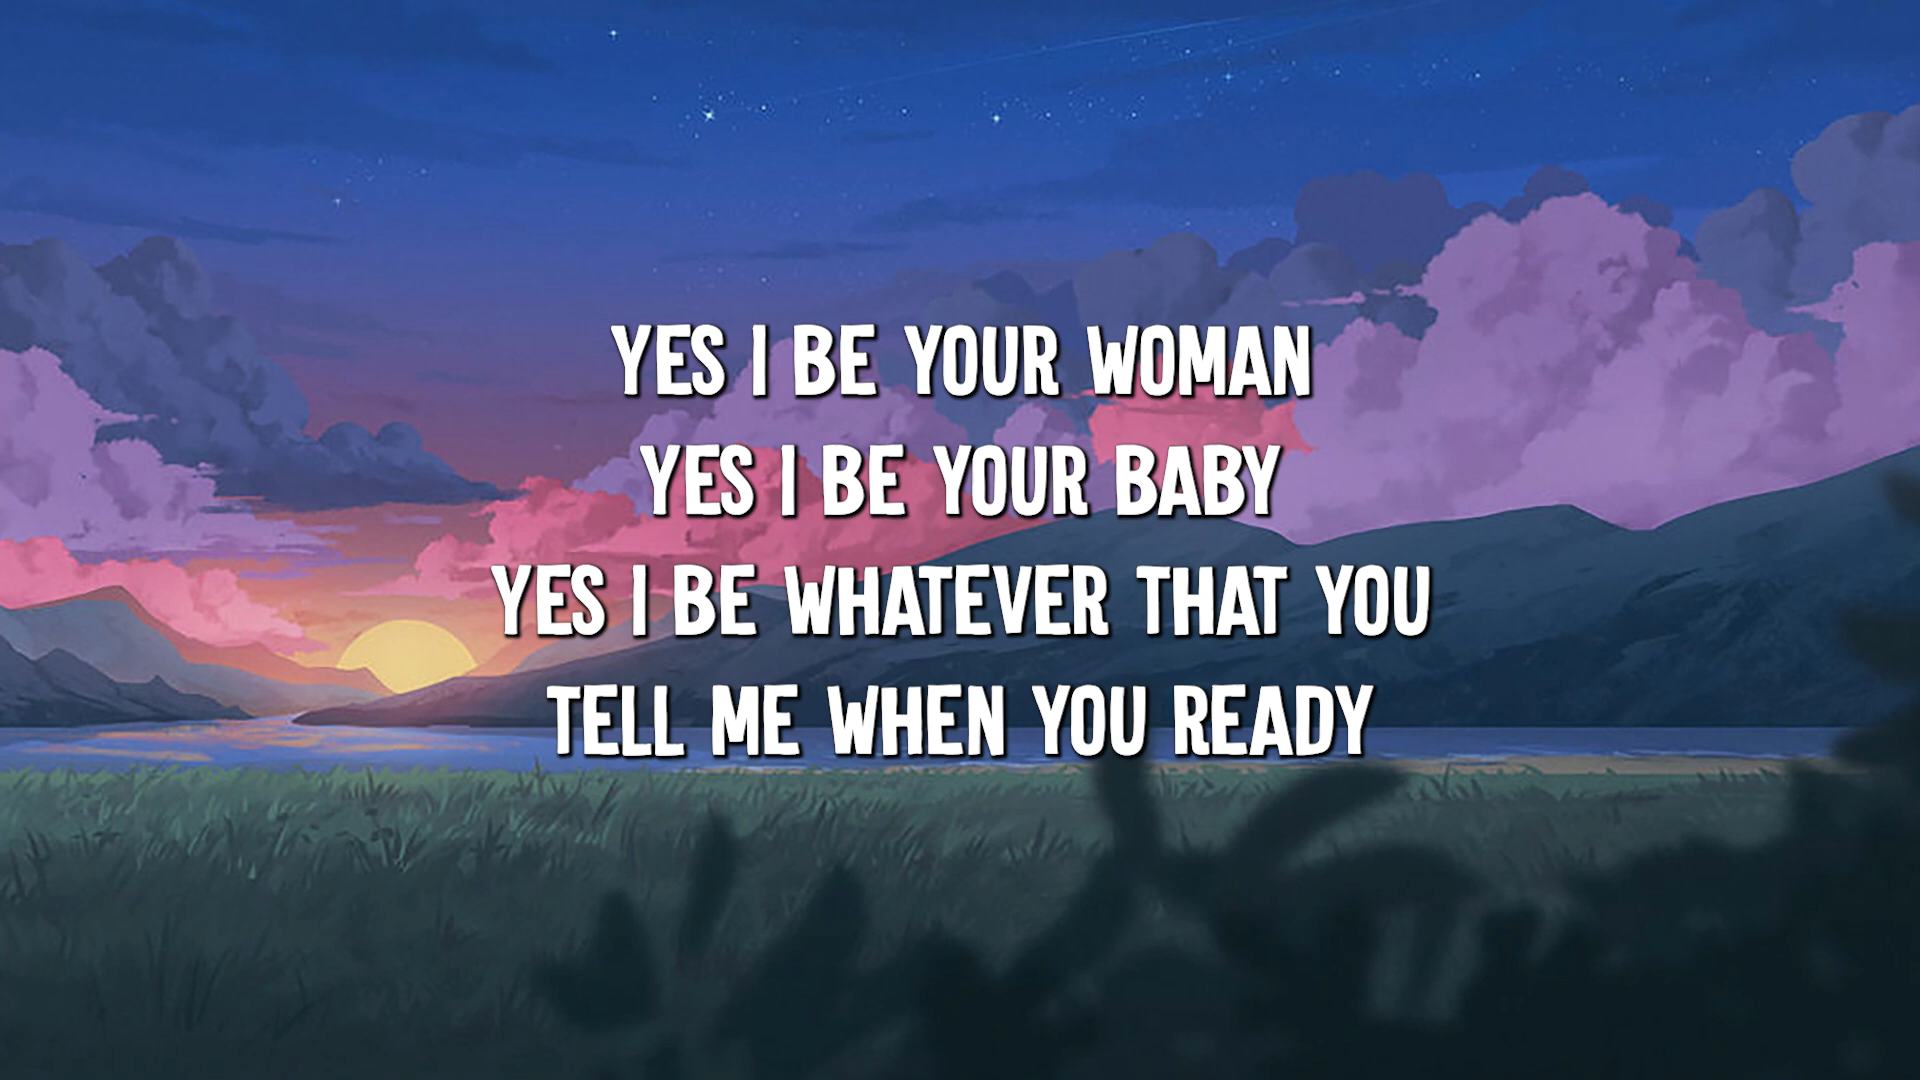 YES I BE YOUR WOMAN
YES I BE YOUR BABY
YES I BE WHATEVER THAT YOU
TELL ME WHEN YOU READY